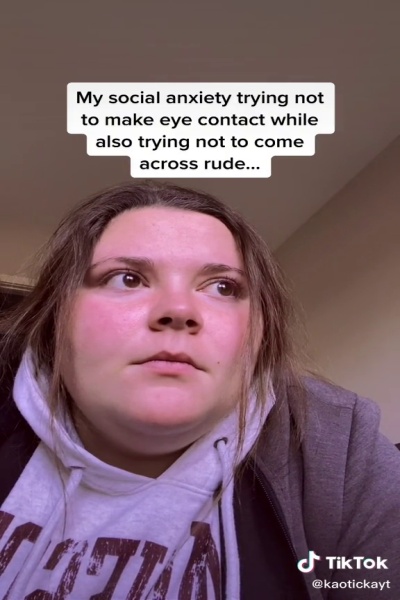 My social anxiety trying not
to make eye contact while
also trying not to come
across rude...
TikTok
@kaotickayt